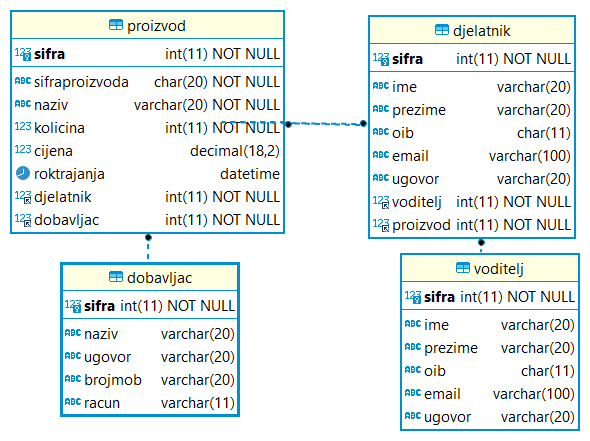 proizvod
sifra int(11) NOT NULL
ABC sifraproizvoda char(20) NOT NULL
ABC naziv varchar(20) NOT NULL
123 kolicina int(11) NOT NULL
123 cijena decimal(18,2)
roktrajanja datetime
123 djelatnik int(11) NOT NULL
123 dobavljac int(11) NOT NULL
djelatnik
123 sifra int(11) NOT NULL
ABC ime varchar(20)
ABC prezime varchar(20)
ABC oib char(11)
ABC email varchar(100)
ABC ugovor varchar(20)
123 voditelj int(11) NOT NULL
123 proizvod int(11) NOT NULL
dobavljac
123 sifra int(11) NOT NULL
ABC naziv varchar(20)
ABC ugovor varchar(20)
ABC brojmob varchar(20)
ABC racun varchar(11)
voditelj
123 sifra int(11) NOT NULL
ABC ime varchar(20)
ABC prezime varchar(20)
ABC oib char(11)
ABC email varchar(100)
ABC ugovor varchar(20)